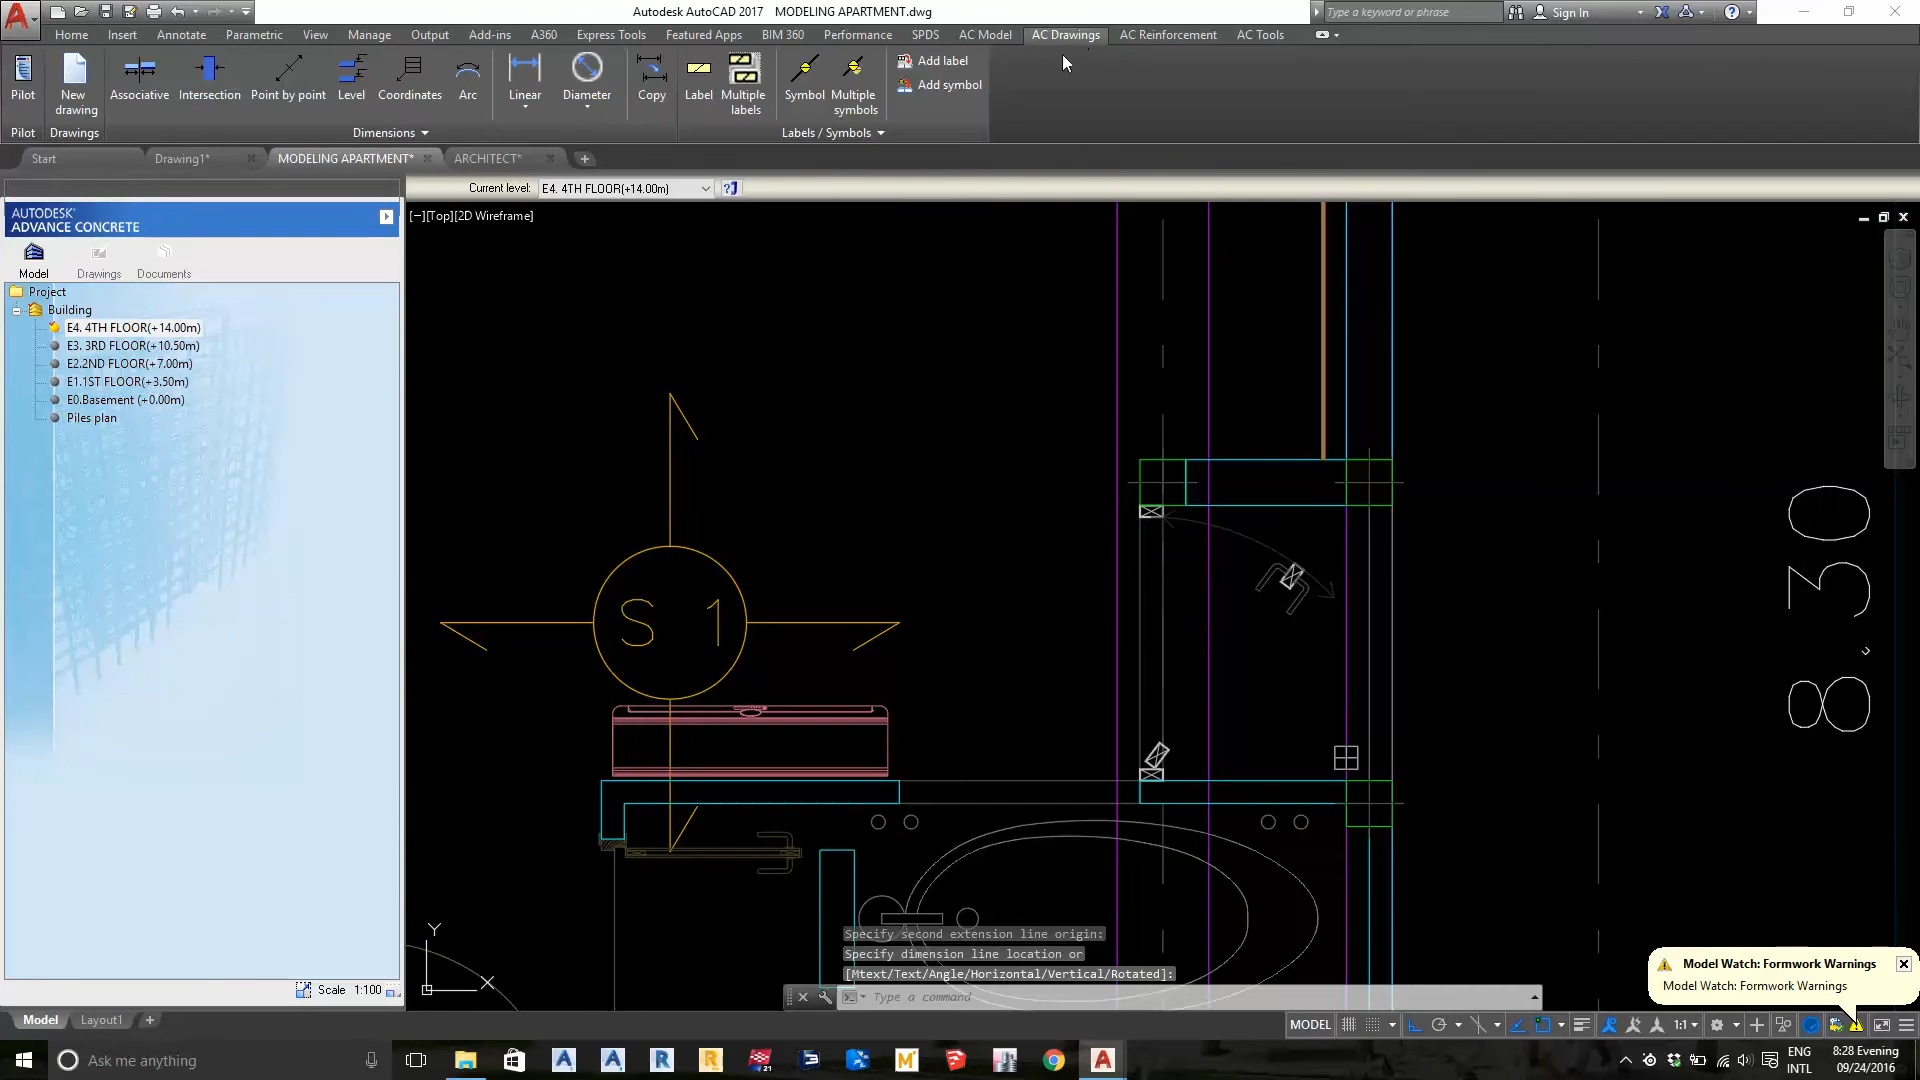 Autodesk AutoCAD 2017 MODELING APARTMENT.dwg
Type a keyword or phrase
Sign In
Home Insert Annotate Parametric View Manage Output Add-ins A360 Express Tools Featured Apps BIM 360 Performance SPDS AC Model AC Drawings AC Reinforcement AC Tools
Pilot
New drawing
Associative Intersection Point by point Level Coordinates Arc Linear Diameter Copy Label Multiple labels Symbol Multiple symbols
Add label
Add symbol
Pilot Drawings Dimensions Labels / Symbols
Start Drawing1* MODELING APARTMENT* ARCHITECT*
Current level: E4. 4TH FLOOR(+14.00m)
AUTODESK®
ADVANCE CONCRETE
[−][Top][2D Wireframe]
Model Drawings Documents
Project
Building
E4. 4TH FLOOR(+14.00m)
E3. 3RD FLOOR(+10.50m)
E2.2ND FLOOR(+7.00m)
E1.1ST FLOOR(+3.50m)
E0.Basement (+0.00m)
Piles plan
S 1
8.30
Y
X
Specify second extension line origin:
Specify dimension line location or
[Mtext/Text/Angle/Horizontal/Vertical/Rotated]:
Type a command
Model Watch: Formwork Warnings
Model Watch: Formwork Warnings
Scale 1:100
Model Layout1
MODEL 1:1
Ask me anything
21
ENG
INTL
8:28 Evening
09/24/2016